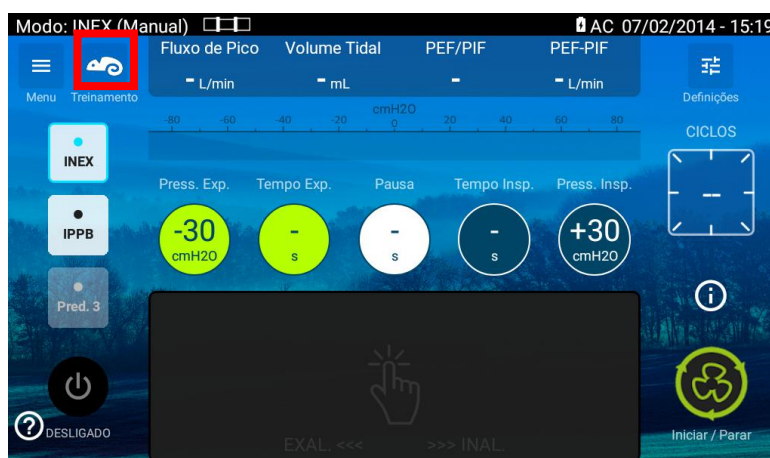 Modo: INEX (Manual)
AC 07/02/2014 - 15:19
Menu
Treinamento
Fluxo de Pico
Volume Tidal
PEF/PIF
PEF-PIF
- L/min
- mL
-
- L/min
Definições
cmH2O
-80 -60 -40 -20 0 20 40 60 80
CICLOS
--
INEX
IPPB
Pred. 3
Press. Exp.
Tempo Exp.
Pausa
Tempo Insp.
Press. Insp.
-30
cmH2O
-
s
-
s
-
s
+30
cmH2O
DESLIGADO
EXAL. <<<
>>> INAL.
Iniciar / Parar